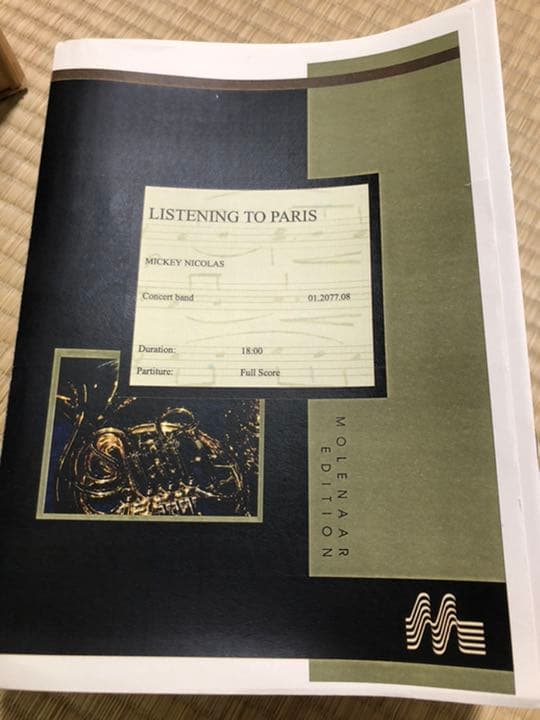 LISTENING TO PARIS
MICKEY NICOLAS
Concert band 01.2077.08
Duration: 18:00
Partiture: Full Score
MOLENAAR
EDITION